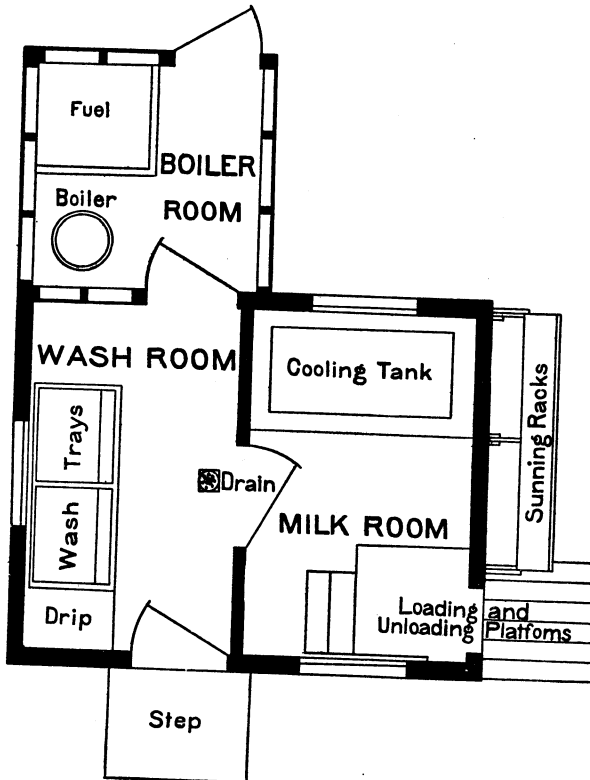 Fuel
BOILER
ROOM
Boiler
WASH ROOM
Cooling Tank
Sunning Racks
Trays
Wash
Drain
MILK ROOM
Drip
Loading and
Unloading Platfoms
Step